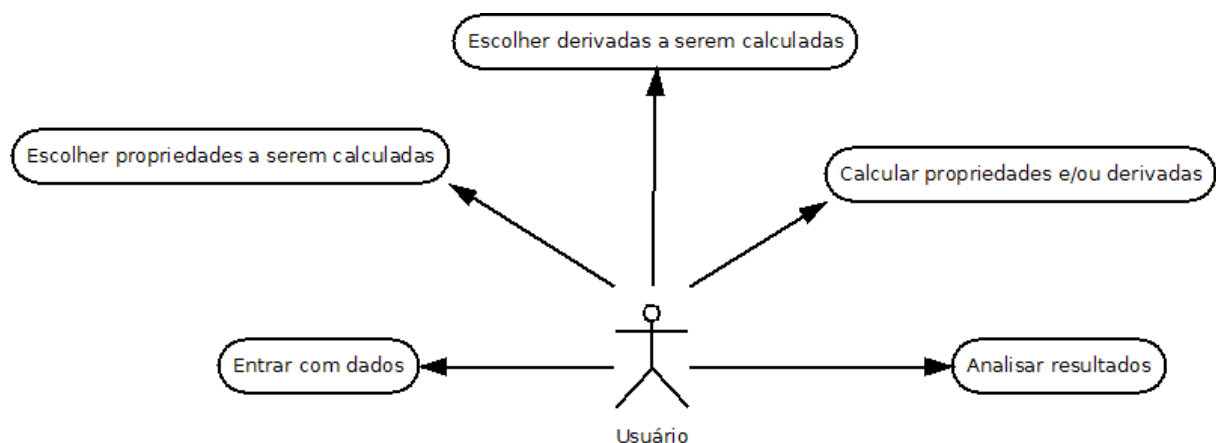 Escolher derivadas a serem calculadas
Escolher propriedades a serem calculadas
Calcular propriedades e/ou derivadas
Entrar com dados
Analisar resultados
Usuário